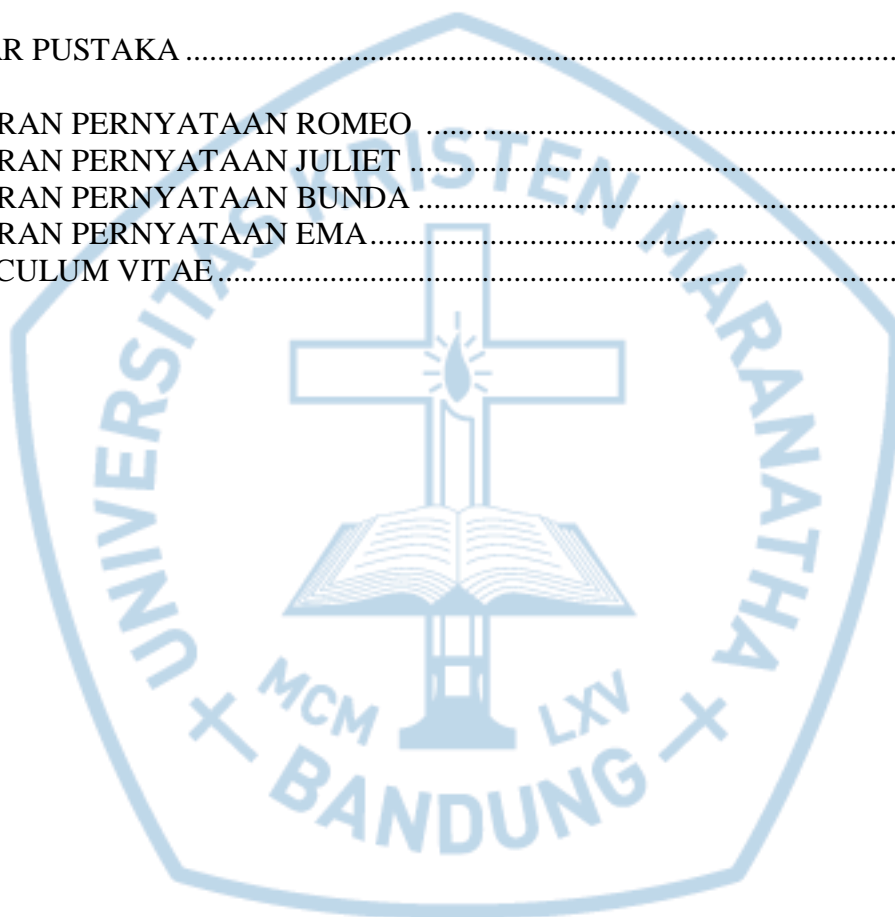 AR PUSTAKA
RAN PERNYATAAN ROMEO
RAN PERNYATAAN JULIET
RAN PERNYATAAN BUNDA
RAN PERNYATAAN EMA
CULUM VITAE
UNIVERSITAS KRISTEN MARANATHA
MCM LXV
BANDUNG